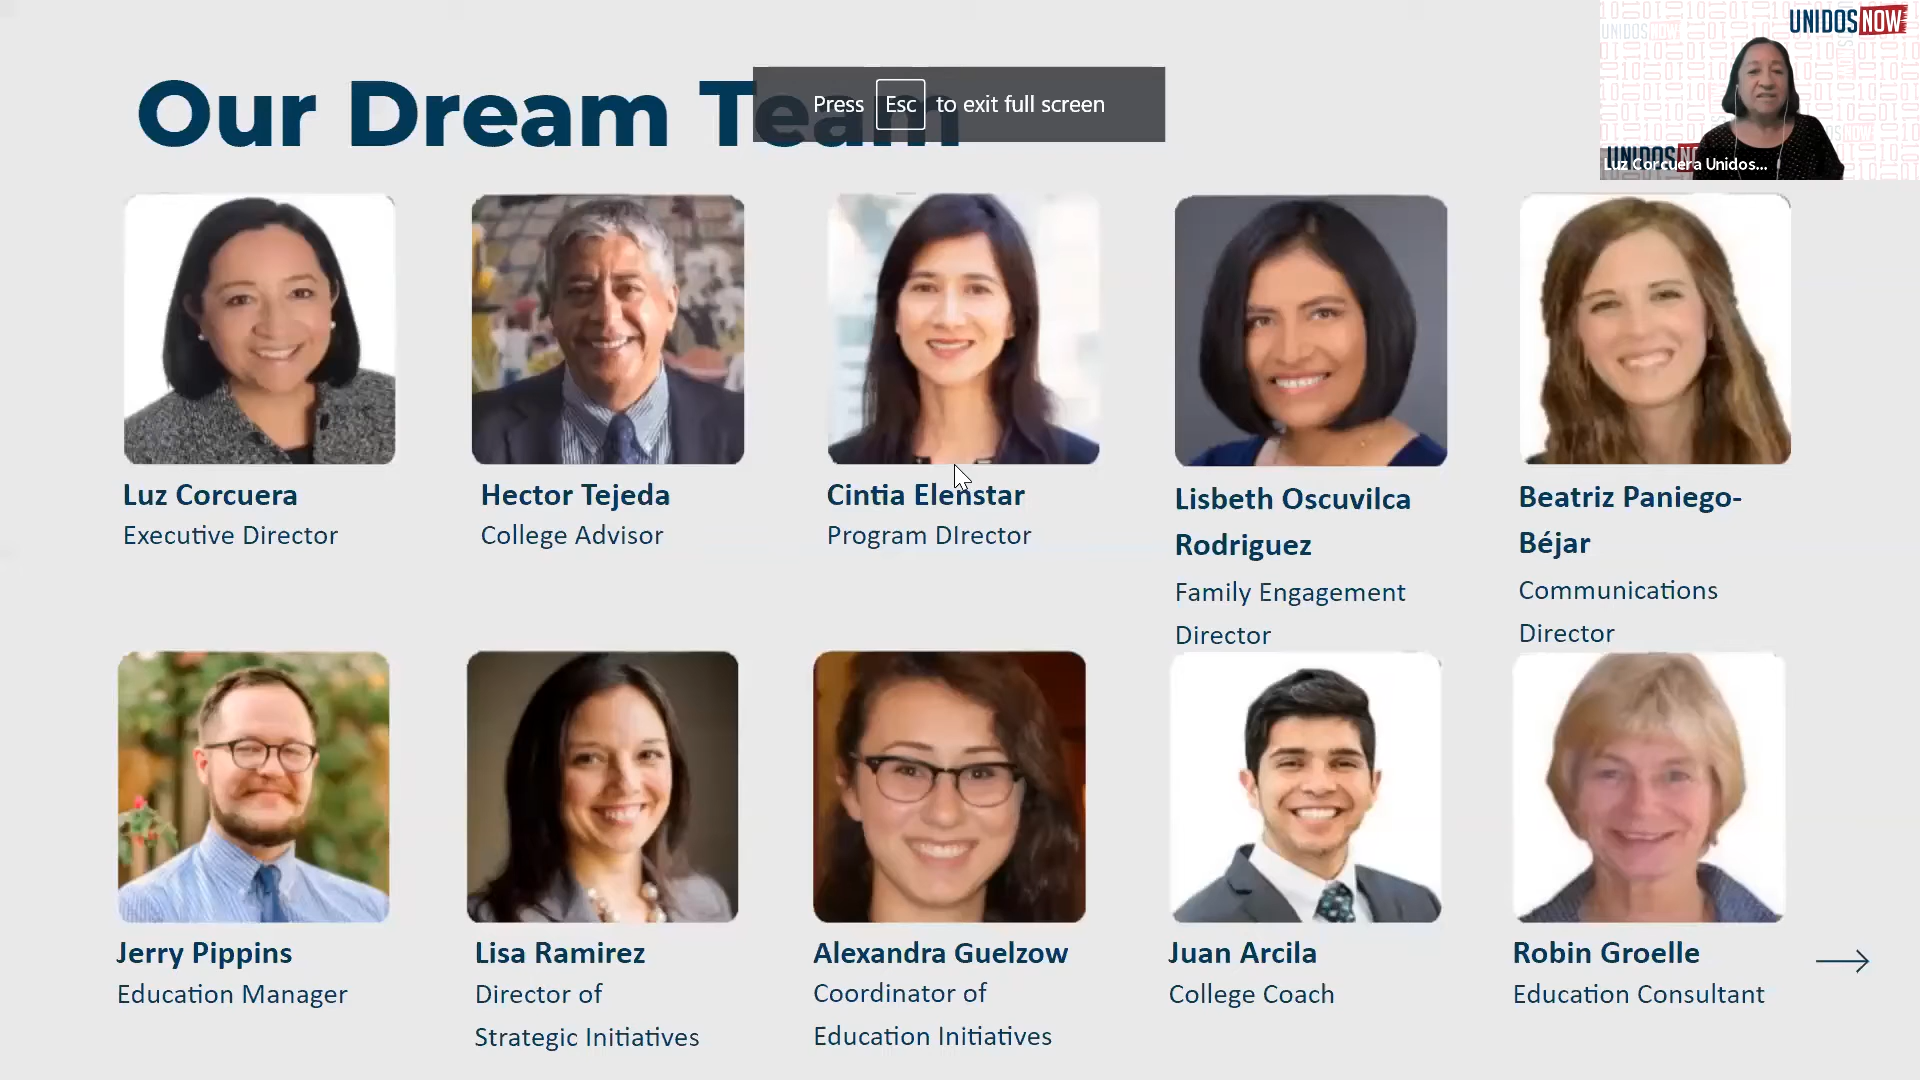 UNIDOSNOW
Our Dream Team
Press Esc to exit full screen
Luz Corcuera Unidos...
Luz Corcuera
Executive Director
Hector Tejeda
College Advisor
Cintia Elenstar
Program DIrector
Lisbeth Oscuvilca
Rodriguez
Family Engagement
Director
Beatriz Paniego-
Béjar
Communications
Director
Jerry Pippins
Education Manager
Lisa Ramirez
Director of
Strategic Initiatives
Alexandra Guelzow
Coordinator of
Education Initiatives
Juan Arcila
College Coach
Robin Groelle
Education Consultant